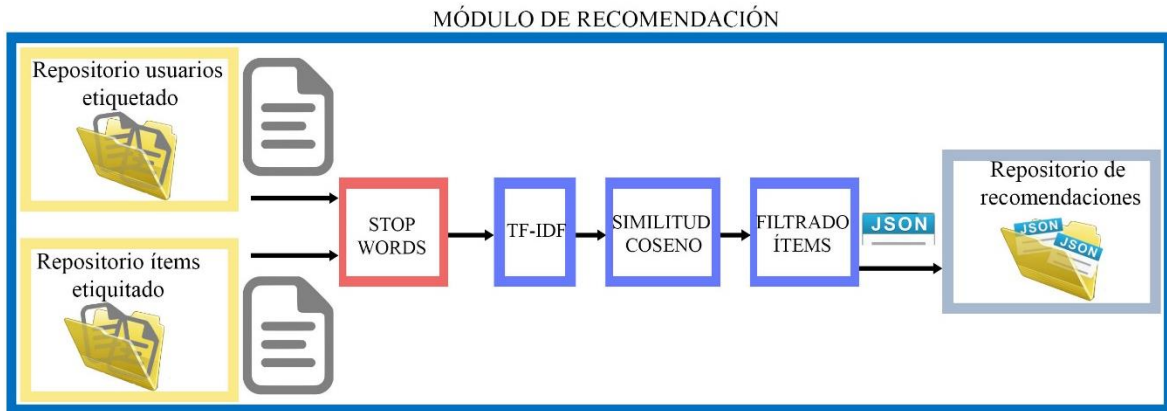 MÓDULO DE RECOMENDACIÓN
Repositorio usuarios
etiquetado
Repositorio ítems
etiquitado
STOP
WORDS
TF-IDF
SIMILITUD
COSENO
FILTRADO
ÍTEMS
JSON
Repositorio de
recomendaciones
JSON
JSON